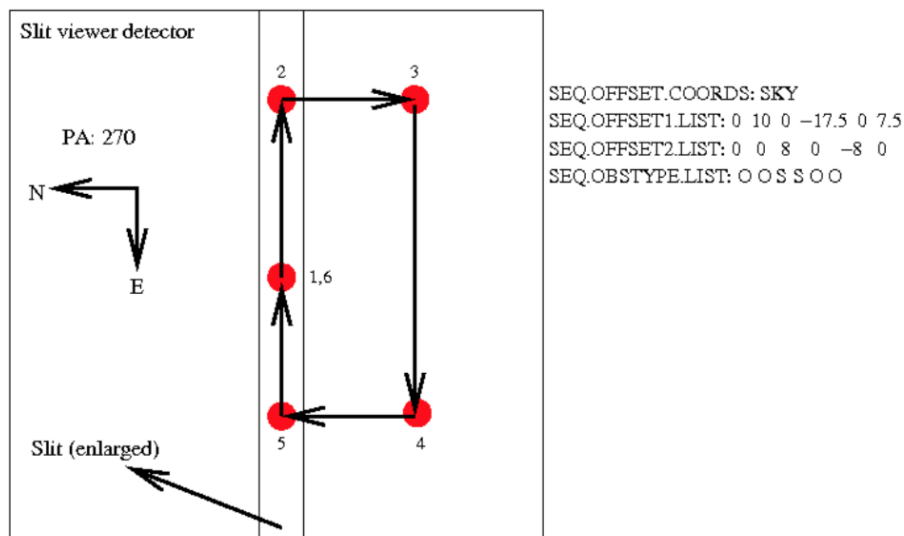 Slit viewer detector
2
3
PA: 270
N
E
1,6
Slit (enlarged)
5
4
SEQ.OFFSET.COORDS: SKY
SEQ.OFFSET1.LIST: 0 10 0 −17.5 0 7.5
SEQ.OFFSET2.LIST: 0 0 8 0 −8 0
SEQ.OBSTYPE.LIST: O O S S O O